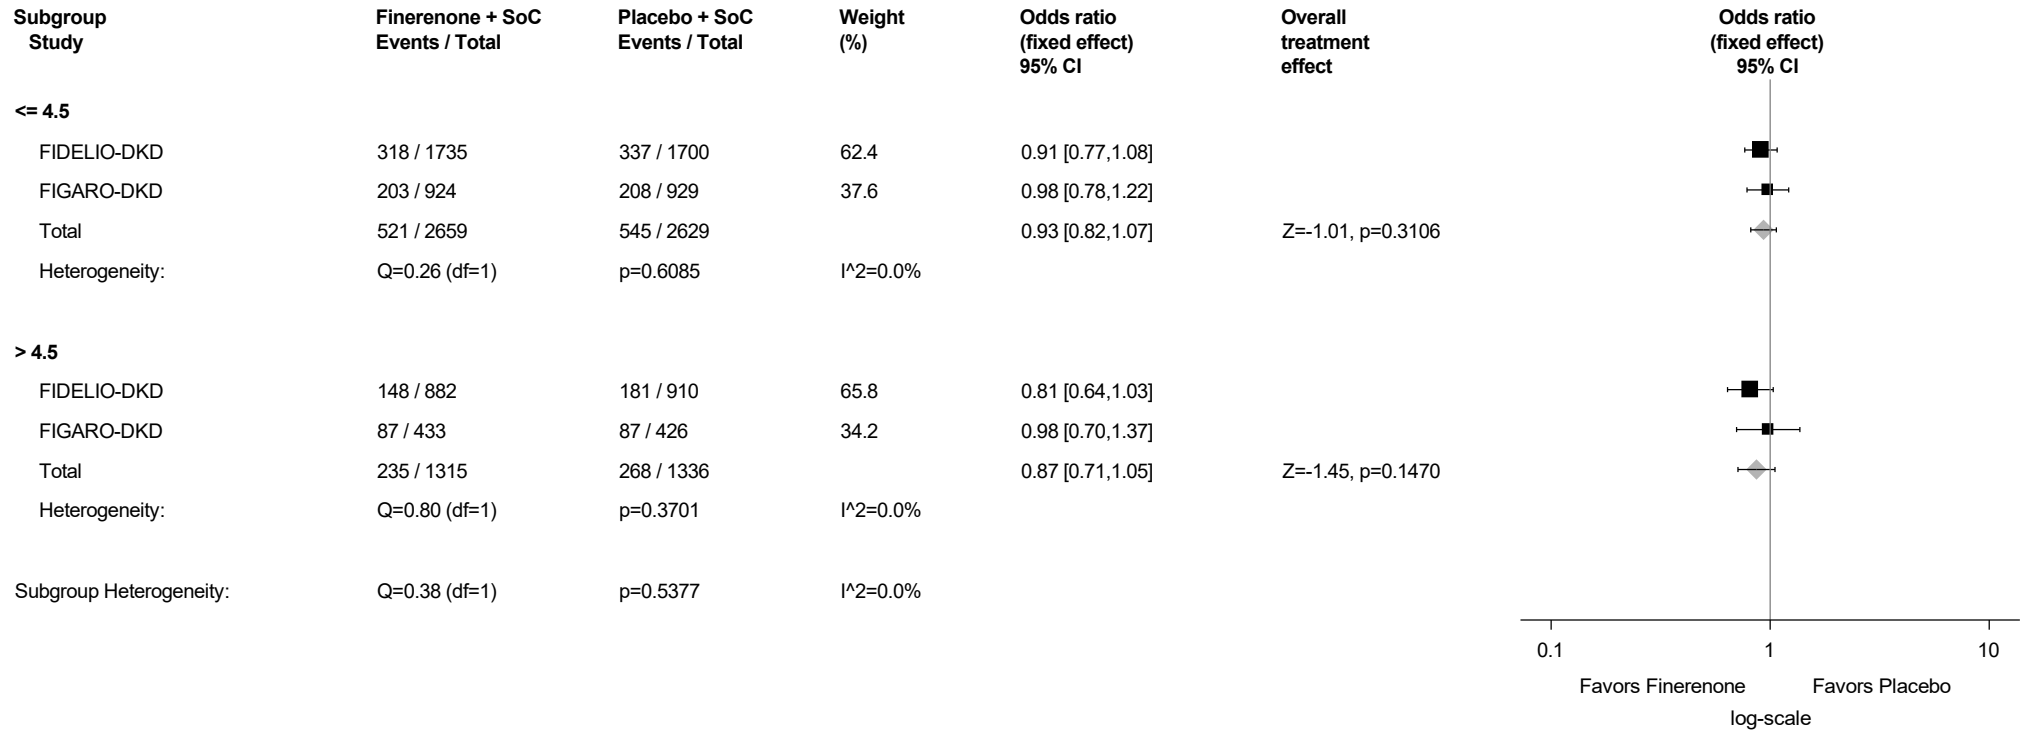 Subgroup Finerenone + SoC Placebo + SoC Weight Odds ratio Overall Odds ratio
Study Events / Total Events / Total (%) (fixed effect) treatment (fixed effect)
95% CI effect 95% CI
<= 4.5
FIDELIO-DKD 318 / 1735 337 / 1700 62.4 0.91 [0.77,1.08]
FIGARO-DKD 203 / 924 208 / 929 37.6 0.98 [0.78,1.22]
Total 521 / 2659 545 / 2629 0.93 [0.82,1.07] Z=-1.01, p=0.3106
Heterogeneity: Q=0.26 (df=1) p=0.6085 I^2=0.0%
> 4.5
FIDELIO-DKD 148 / 882 181 / 910 65.8 0.81 [0.64,1.03]
FIGARO-DKD 87 / 433 87 / 426 34.2 0.98 [0.70,1.37]
Total 235 / 1315 268 / 1336 0.87 [0.71,1.05] Z=-1.45, p=0.1470
Heterogeneity: Q=0.80 (df=1) p=0.3701 I^2=0.0%
Subgroup Heterogeneity: Q=0.38 (df=1) p=0.5377 I^2=0.0%
0.1 1 10
Favors Finerenone Favors Placebo
log-scale